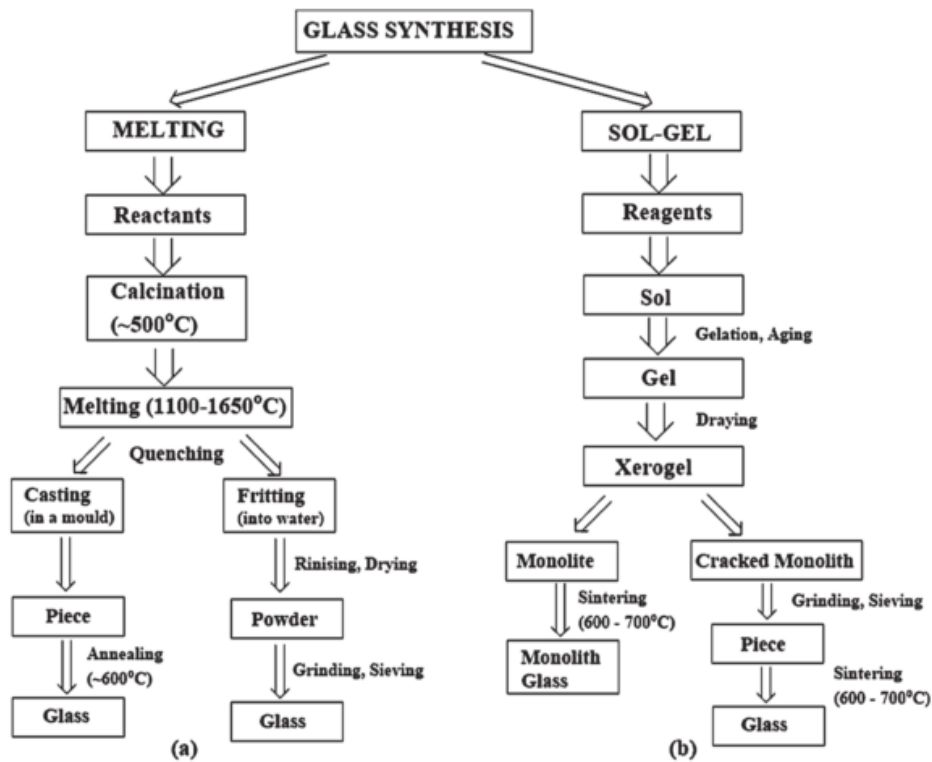 GLASS SYNTHESIS
MELTING
Reactants
Calcination
(~500°C)
Melting (1100-1650°C)
Quenching
Casting
(in a mould)
Fritting
(into water)
Rinising, Drying
Piece
Powder
Annealing
(~600°C)
Grinding, Sieving
Glass
Glass
(a)
SOL-GEL
Reagents
Sol
Gelation, Aging
Gel
Draying
Xerogel
Monolite
Cracked Monolith
Sintering
(600 - 700°C)
Grinding, Sieving
Monolith
Glass
Piece
Sintering
(600 - 700°C)
Glass
(b)